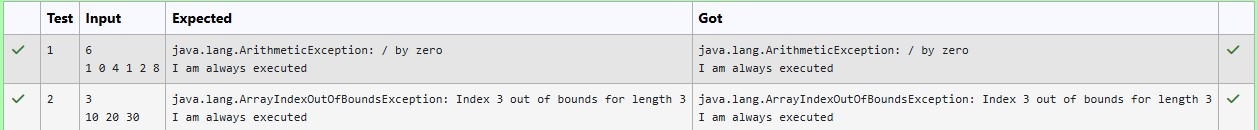 Test Input Expected Got
1 6 java.lang.ArithmeticException: / by zero java.lang.ArithmeticException: / by zero
1 0 4 1 2 8 I am always executed I am always executed
2 3 java.lang.ArrayIndexOutOfBoundsException: Index 3 out of bounds for length 3 java.lang.ArrayIndexOutOfBoundsException: Index 3 out of bounds for length 3
10 20 30 I am always executed I am always executed